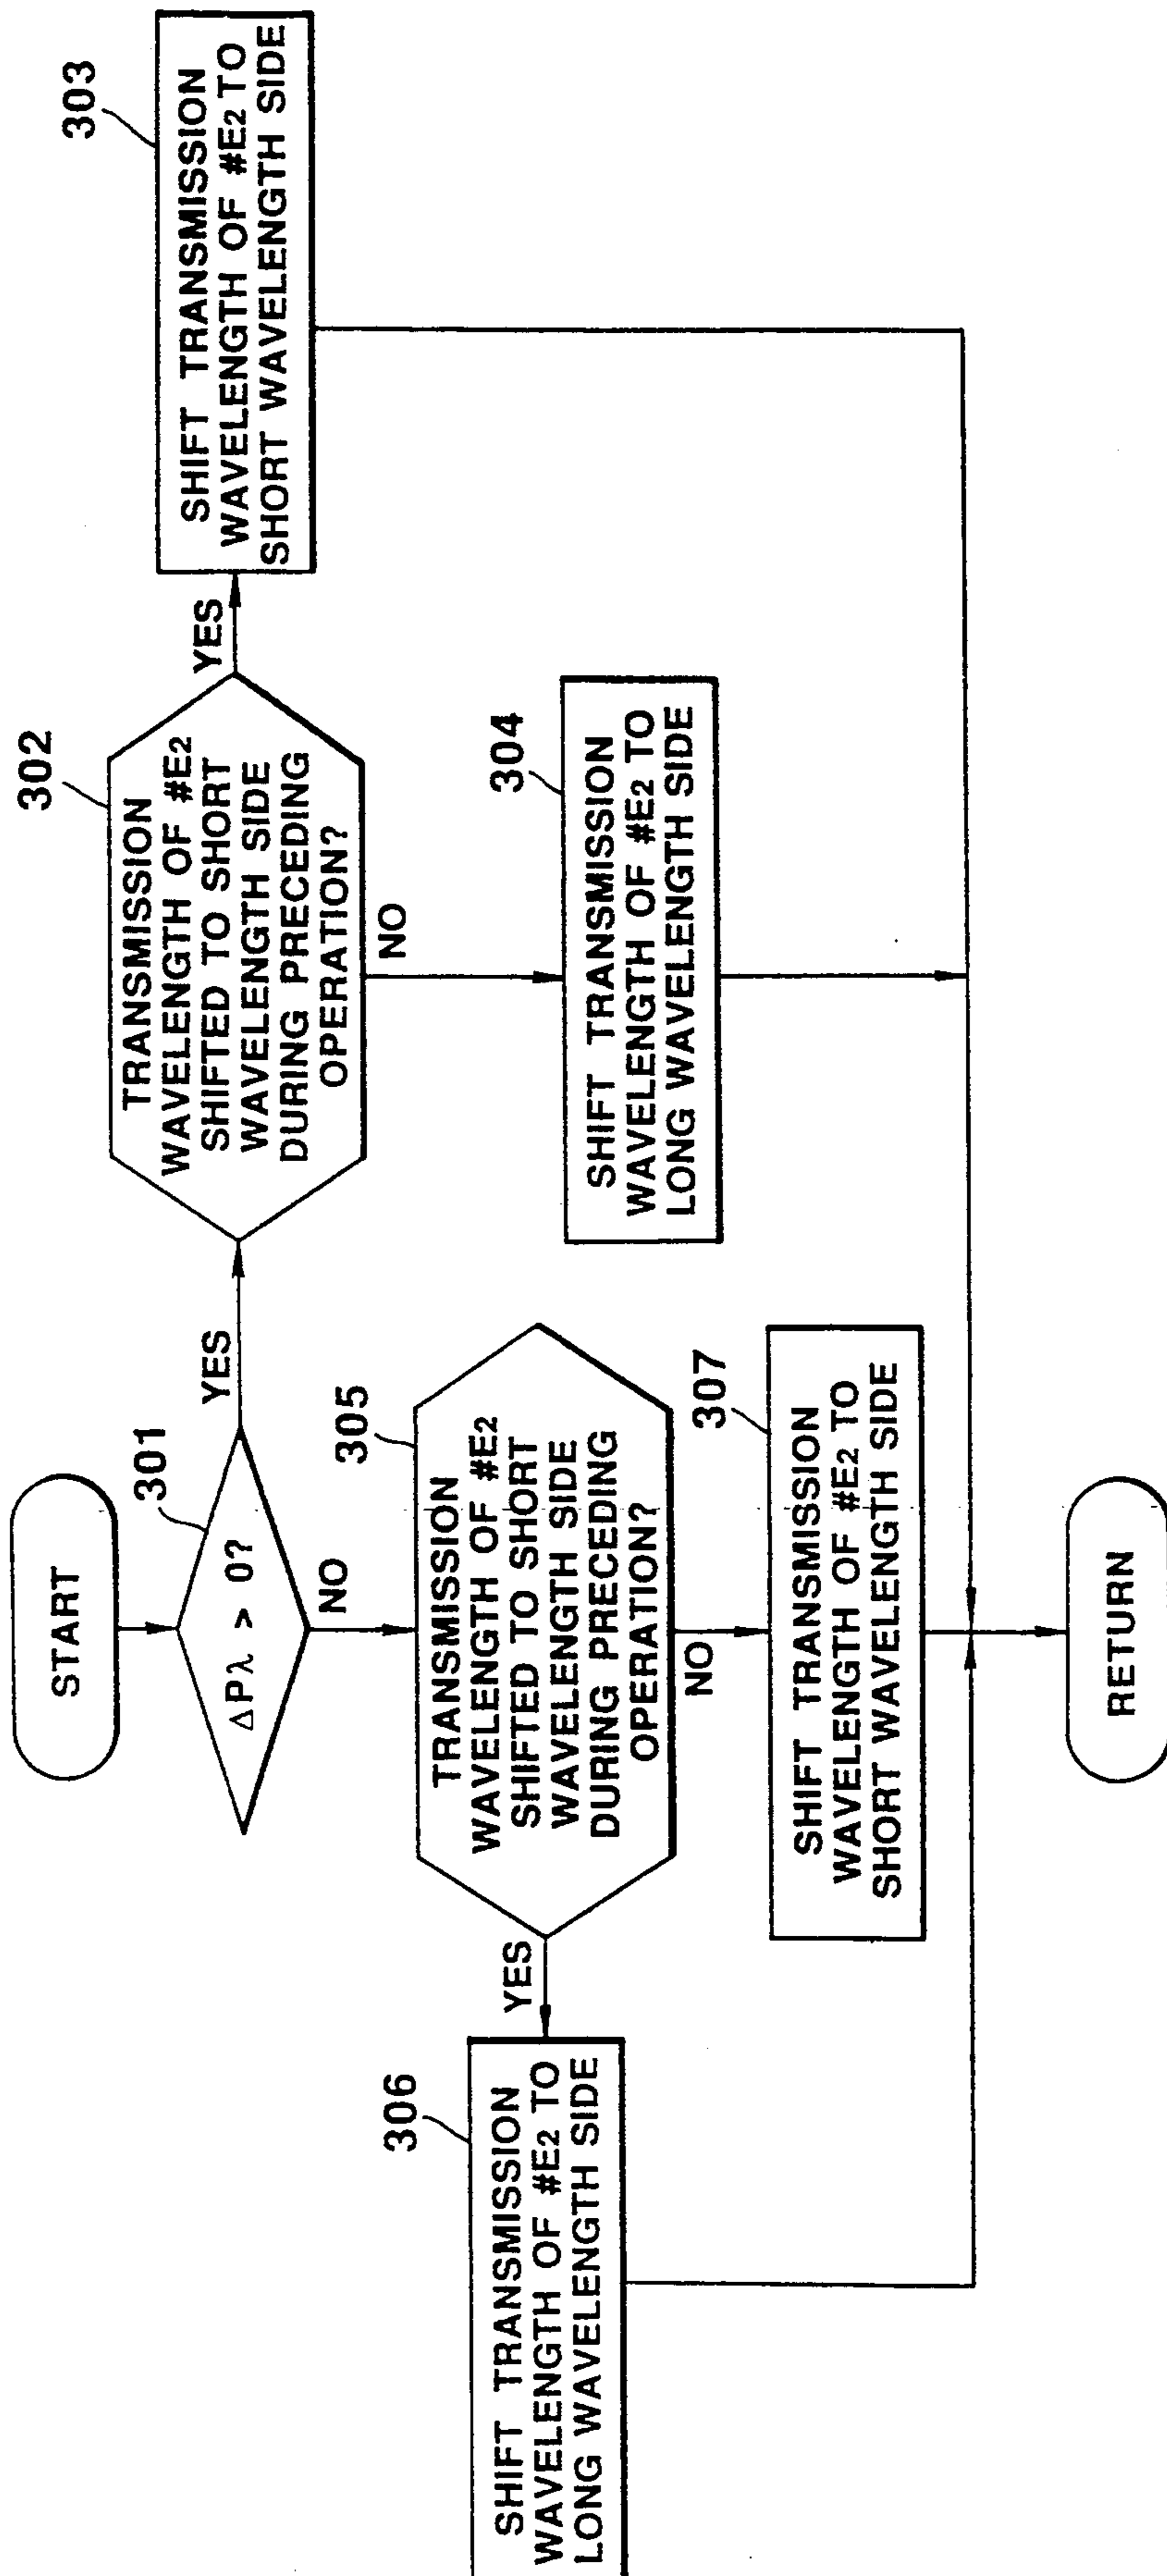 START
301
ΔPλ > 0?
YES
NO
302
TRANSMISSION
WAVELENGTH OF #E2
SHIFTED TO SHORT
WAVELENGTH SIDE
DURING PRECEDING
OPERATION?
YES
NO
303
SHIFT TRANSMISSION
WAVELENGTH OF #E2 TO
SHORT WAVELENGTH SIDE
304
SHIFT TRANSMISSION
WAVELENGTH OF #E2 TO
LONG WAVELENGTH SIDE
305
TRANSMISSION
WAVELENGTH OF #E2
SHIFTED TO SHORT
WAVELENGTH SIDE
DURING PRECEDING
OPERATION?
YES
NO
306
SHIFT TRANSMISSION
WAVELENGTH OF #E2 TO
LONG WAVELENGTH SIDE
307
SHIFT TRANSMISSION
WAVELENGTH OF #E2 TO
SHORT WAVELENGTH SIDE
RETURN